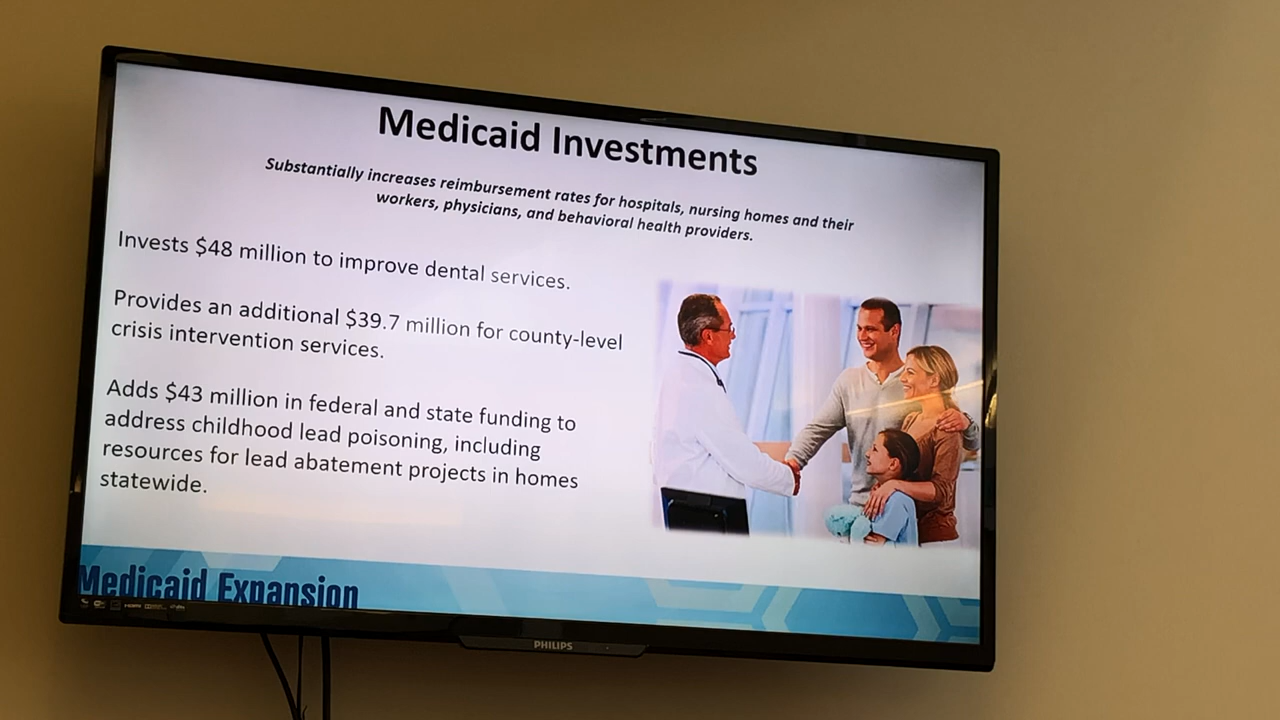 Medicaid Investments
Substantially increases reimbursement rates for hospitals, nursing homes and their
workers, physicians, and behavioral health providers.
Invests $48 million to improve dental services.
Provides an additional $39.7 million for county-level
crisis intervention services.
Adds $43 million in federal and state funding to
address childhood lead poisoning, including
resources for lead abatement projects in homes
statewide.
Medicaid Expansion
PHILIPS